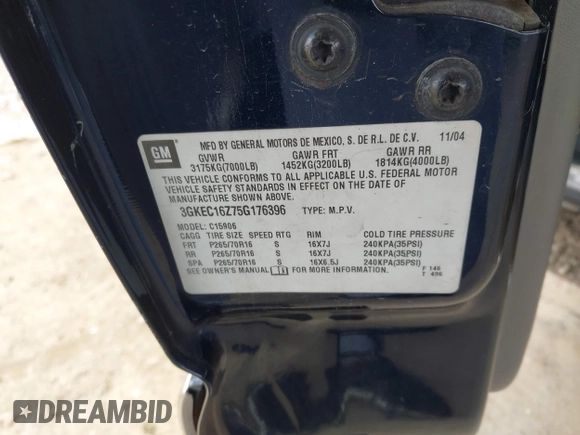 GM
MFD BY GENERAL MOTORS DE MEXICO, S. DE R.L. DE C.V. 11/04
GVWR GAWR FRT GAWR RR
3175KG(7000LB) 1452KG(3200LB) 1814KG(4000LB)
THIS VEHICLE CONFORMS TO ALL APPLICABLE U.S. FEDERAL MOTOR
VEHICLE SAFETY STANDARDS IN EFFECT ON THE DATE OF
MANUFACTURE SHOWN ABOVE.
3GKEC16Z75G176396 TYPE: M.P.V.
MODEL: C15906
CAGG TIRE SIZE SPEED RTG RIM COLD TIRE PRESSURE
FRT P265/70R16 S 16X7J 240KPA(35PSI)
RR P265/70R16 S 16X7J 240KPA(35PSI)
SPA P265/70R16 S 16X6.5J 240KPA(35PSI)
SEE OWNER'S MANUAL FOR MORE INFORMATION. F 146
T 496
DREAMBID